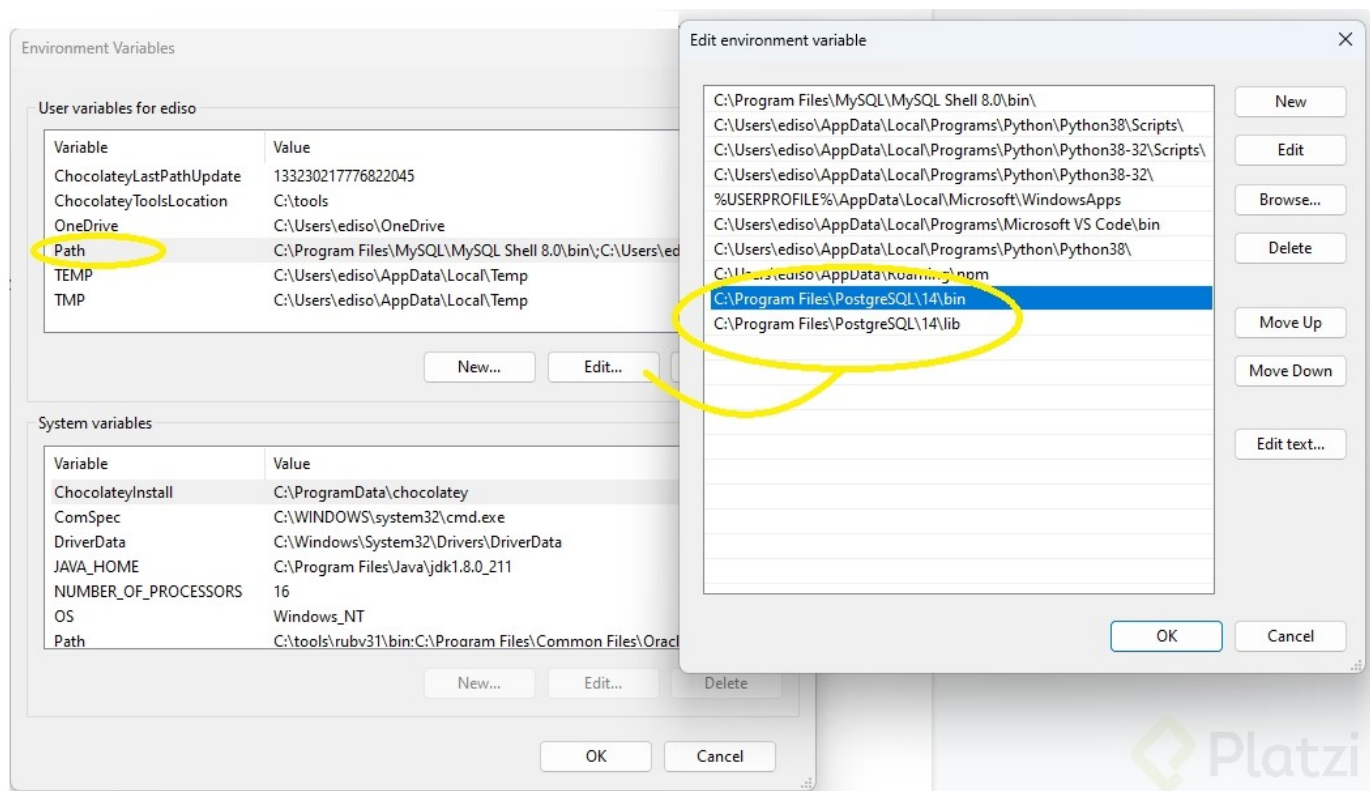 Environment Variables
User variables for ediso
Variable Value
ChocolateyLastPathUpdate 133230217776822045
ChocolateyToolsLocation C:\tools
OneDrive C:\Users\ediso\OneDrive
Path C:\Program Files\MySQL\MySQL Shell 8.0\bin\;C:\Users\ed
TEMP C:\Users\ediso\AppData\Local\Temp
TMP C:\Users\ediso\AppData\Local\Temp
New... Edit...
System variables
Variable Value
ChocolateyInstall C:\ProgramData\chocolatey
ComSpec C:\WINDOWS\system32\cmd.exe
DriverData C:\Windows\System32\Drivers\DriverData
JAVA_HOME C:\Program Files\Java\jdk1.8.0_211
NUMBER_OF_PROCESSORS 16
OS Windows_NT
Path C:\tools\ruby31\bin;C:\Program Files\Common Files\Oracl
New... Edit... Delete
OK Cancel
Edit environment variable
C:\Program Files\MySQL\MySQL Shell 8.0\bin\
C:\Users\ediso\AppData\Local\Programs\Python\Python38\Scripts\
C:\Users\ediso\AppData\Local\Programs\Python\Python38-32\Scripts\
C:\Users\ediso\AppData\Local\Programs\Python\Python38-32\
%USERPROFILE%\AppData\Local\Microsoft\WindowsApps
C:\Users\ediso\AppData\Local\Programs\Microsoft VS Code\bin
C:\Users\ediso\AppData\Local\Programs\Python\Python38\
C:\Users\ediso\AppData\Roaming\npm
C:\Program Files\PostgreSQL\14\bin
C:\Program Files\PostgreSQL\14\lib
New
Edit
Browse...
Delete
Move Up
Move Down
Edit text...
OK Cancel
Platzi